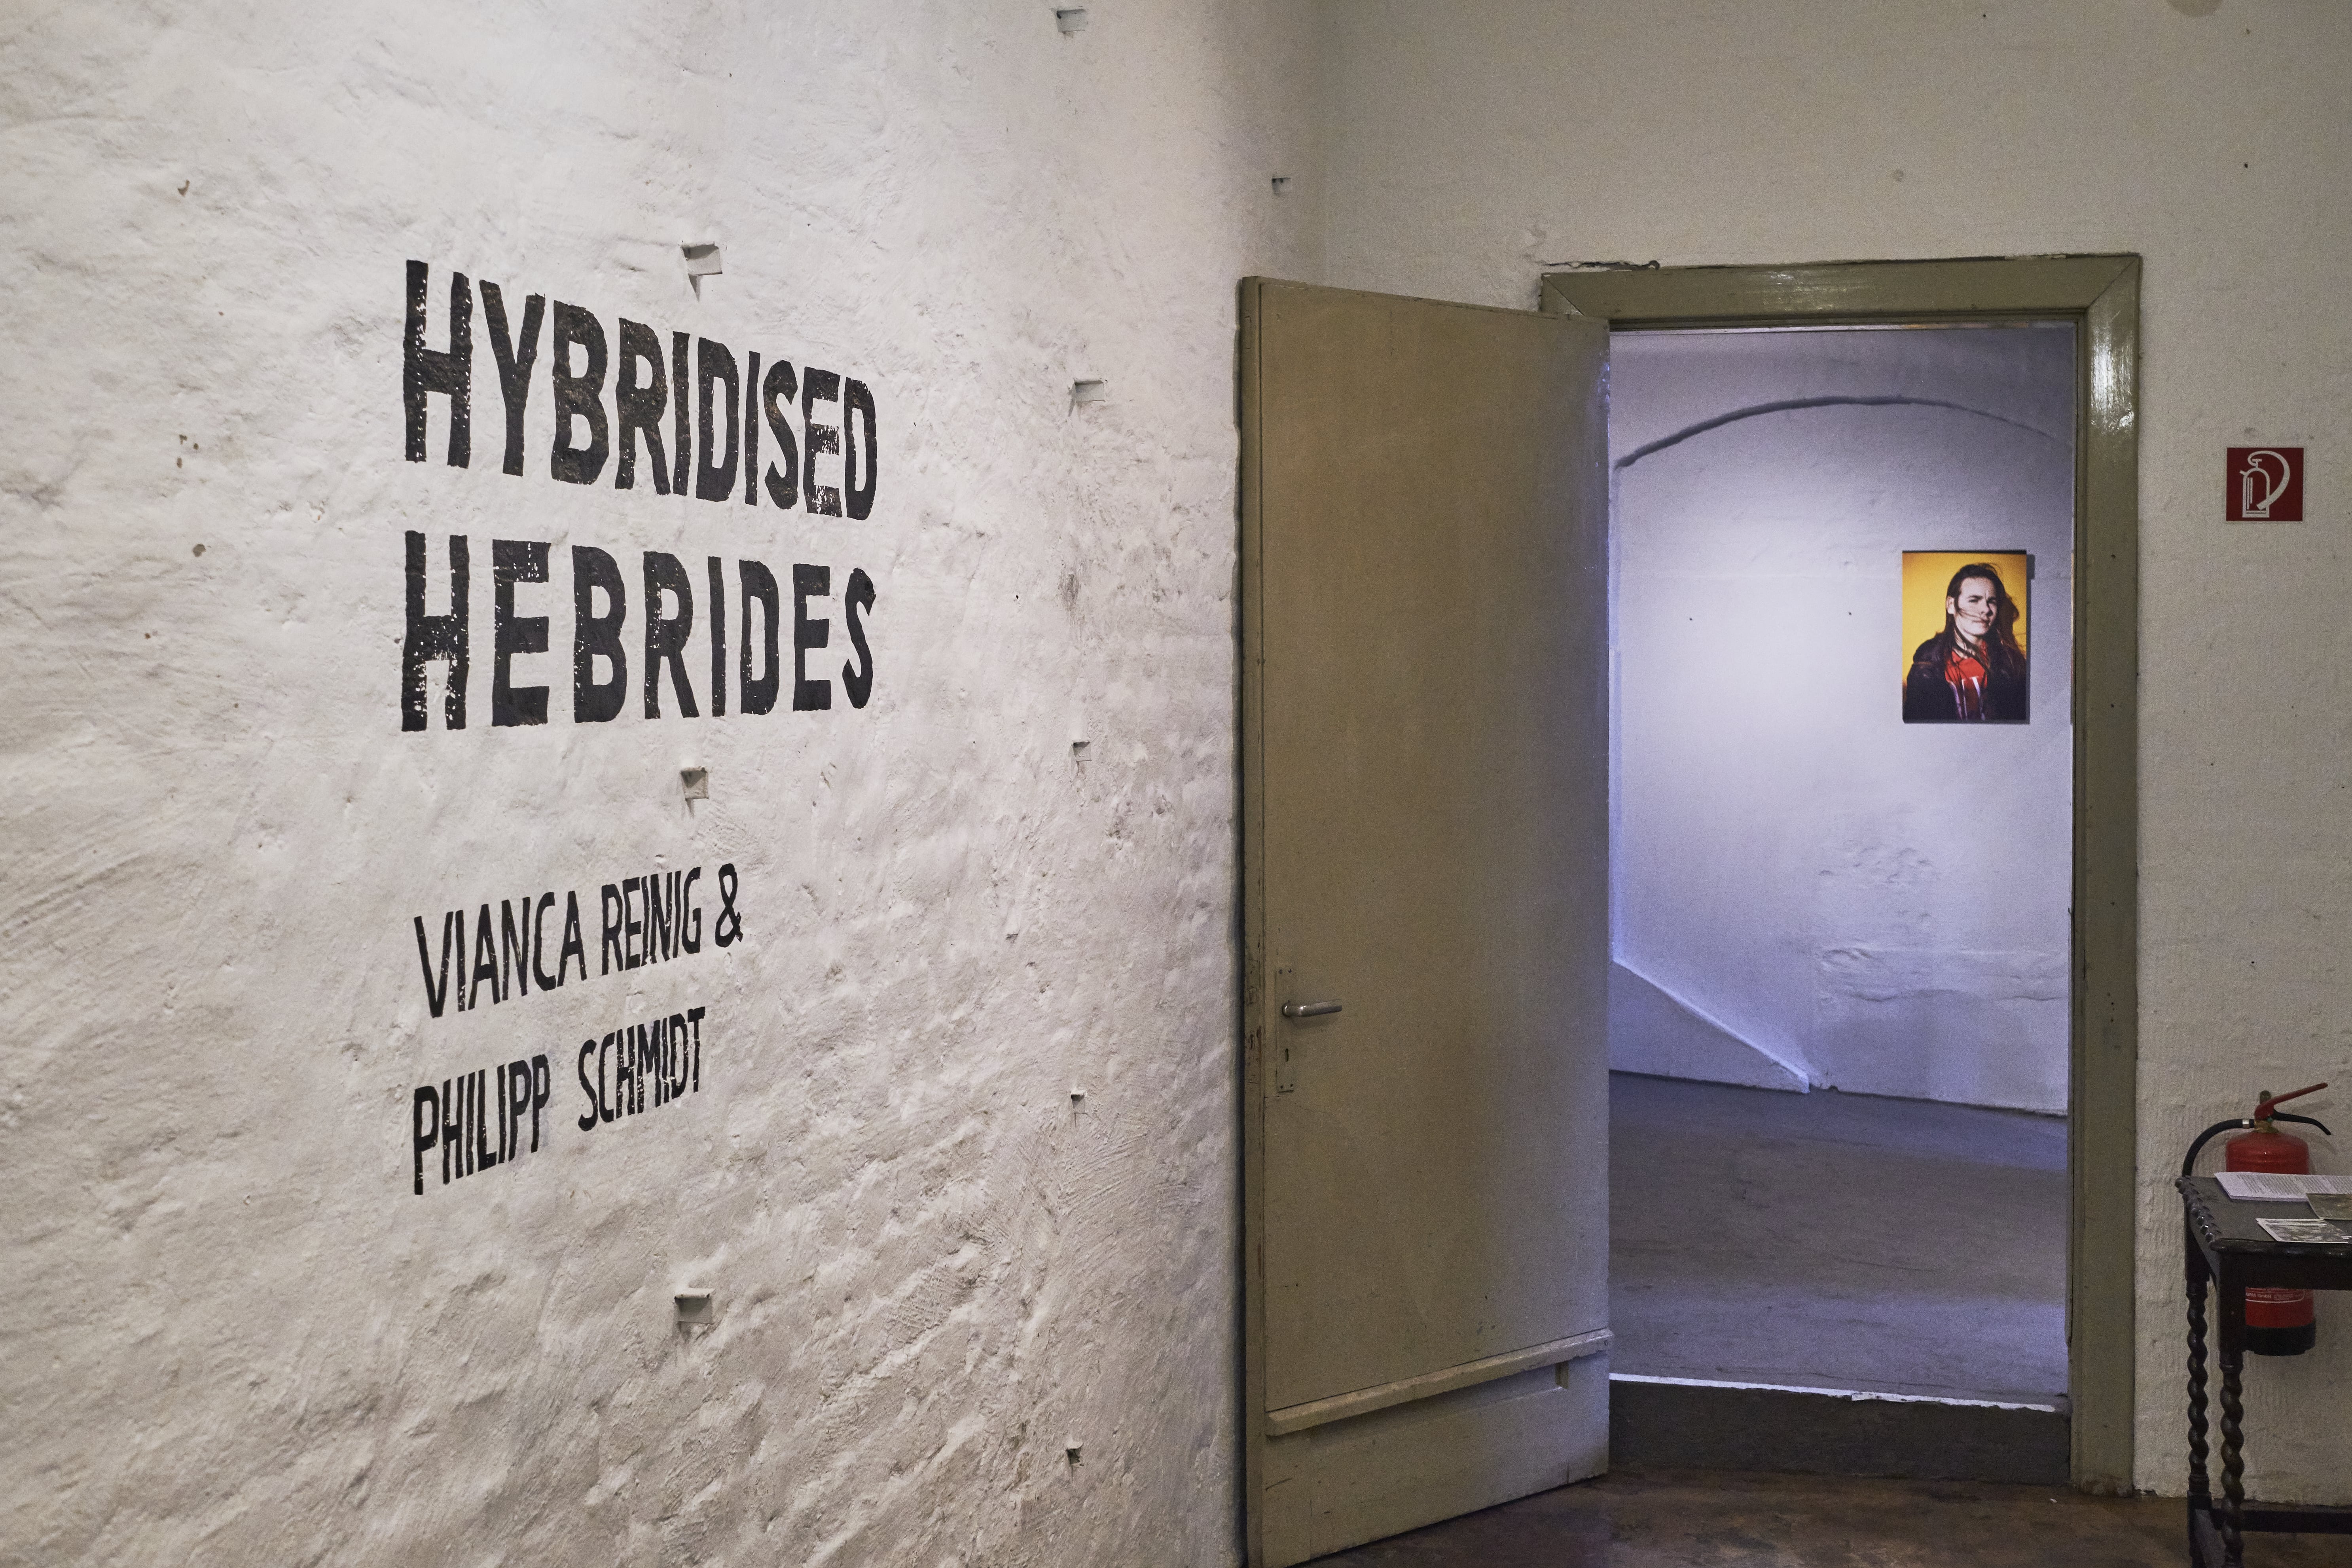 HYBRIDISED
HEBRIDES
VIANCA REINIG &
PHILIPP SCHMIDT